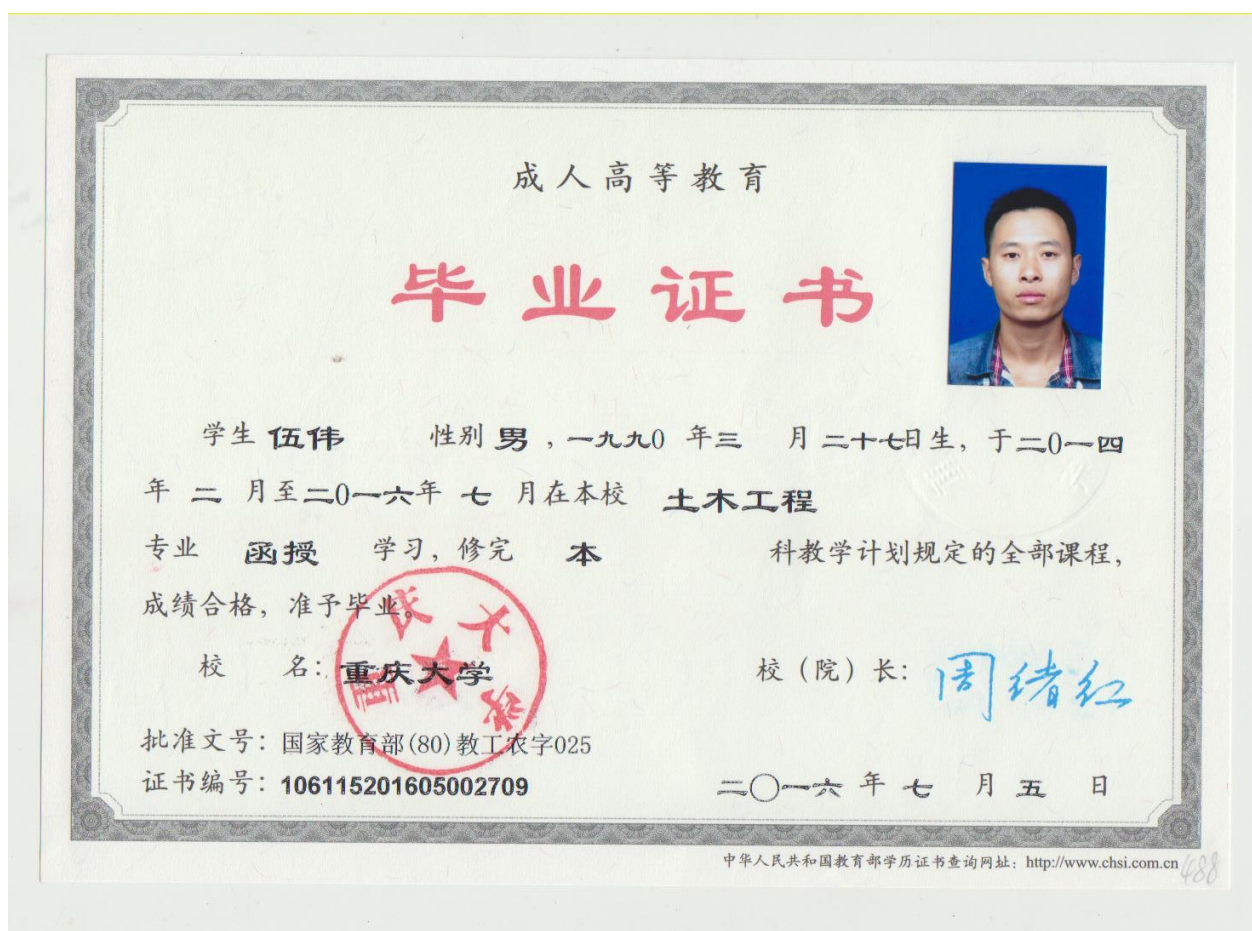 成人高等教育
毕业证书
学生 伍伟 性别 男 ，一九九0 年三 月 二十七日生，于二0一四
年 二 月至二0一六年 七 月在本校 土木工程
专业 函授 学习，修完 本 科教学计划规定的全部课程，
成绩合格，准予毕业。
重庆大学
校 名：重庆大学 校（院）长：周绪红
批准文号：国家教育部(80)教工农字025
证书编号：106115201605002709 二〇一六 年 七 月 五 日
中华人民共和国教育部学历证书查询网址：http://www.chsi.com.cn
488